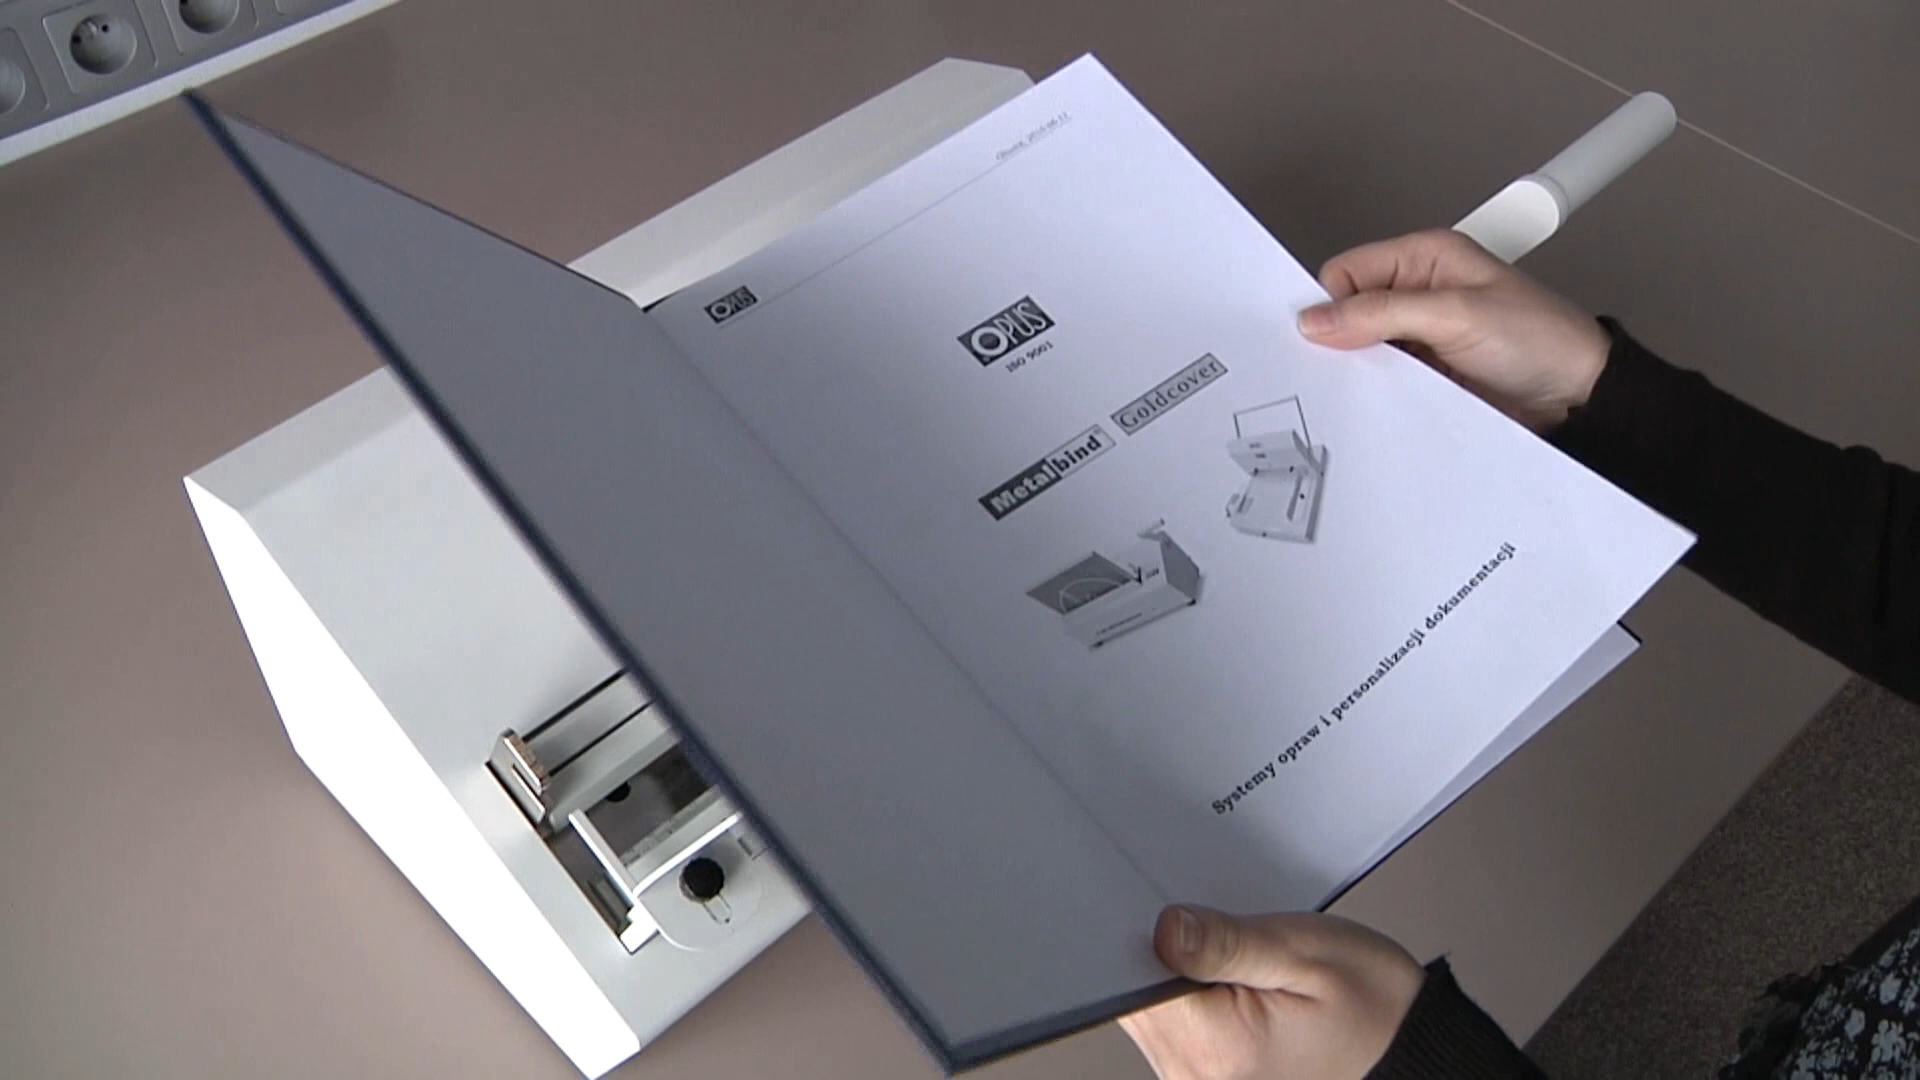 OPUS
OPUS
ISO 9001
Metalbind® Goldcover
Systemy opraw i personalizacji dokumentacji